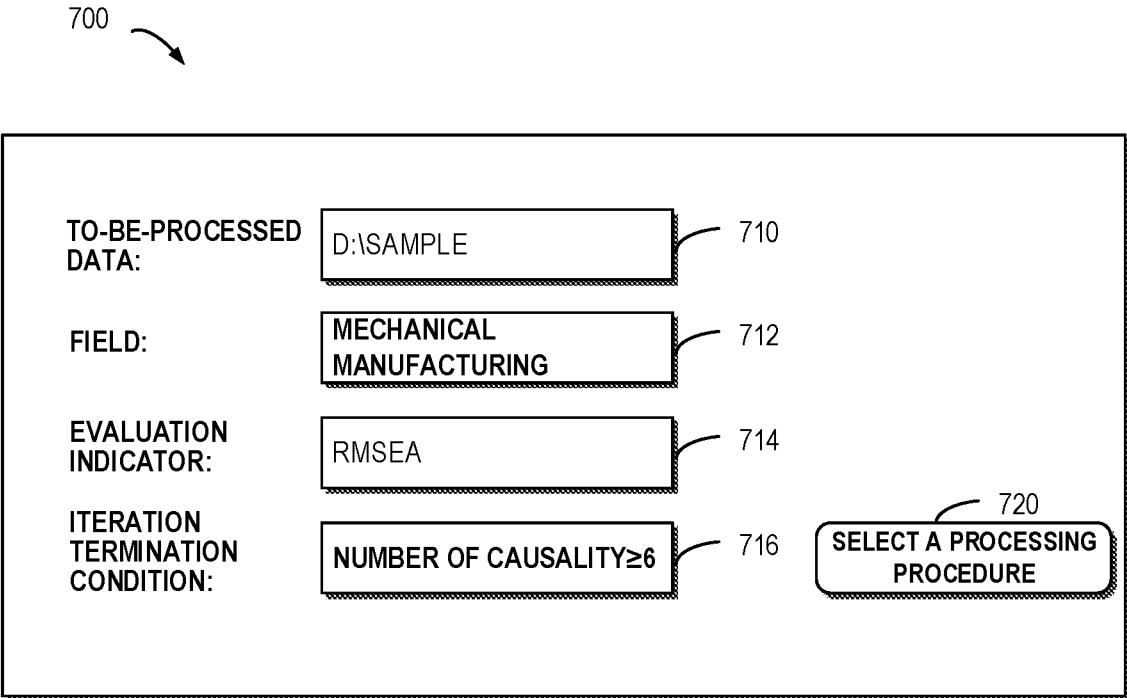 700
TO-BE-PROCESSED
DATA:
D:\SAMPLE
710
FIELD:
MECHANICAL
MANUFACTURING
712
EVALUATION
INDICATOR:
RMSEA
714
ITERATION
TERMINATION
CONDITION:
NUMBER OF CAUSALITY≥6
716
720
SELECT A PROCESSING
PROCEDURE